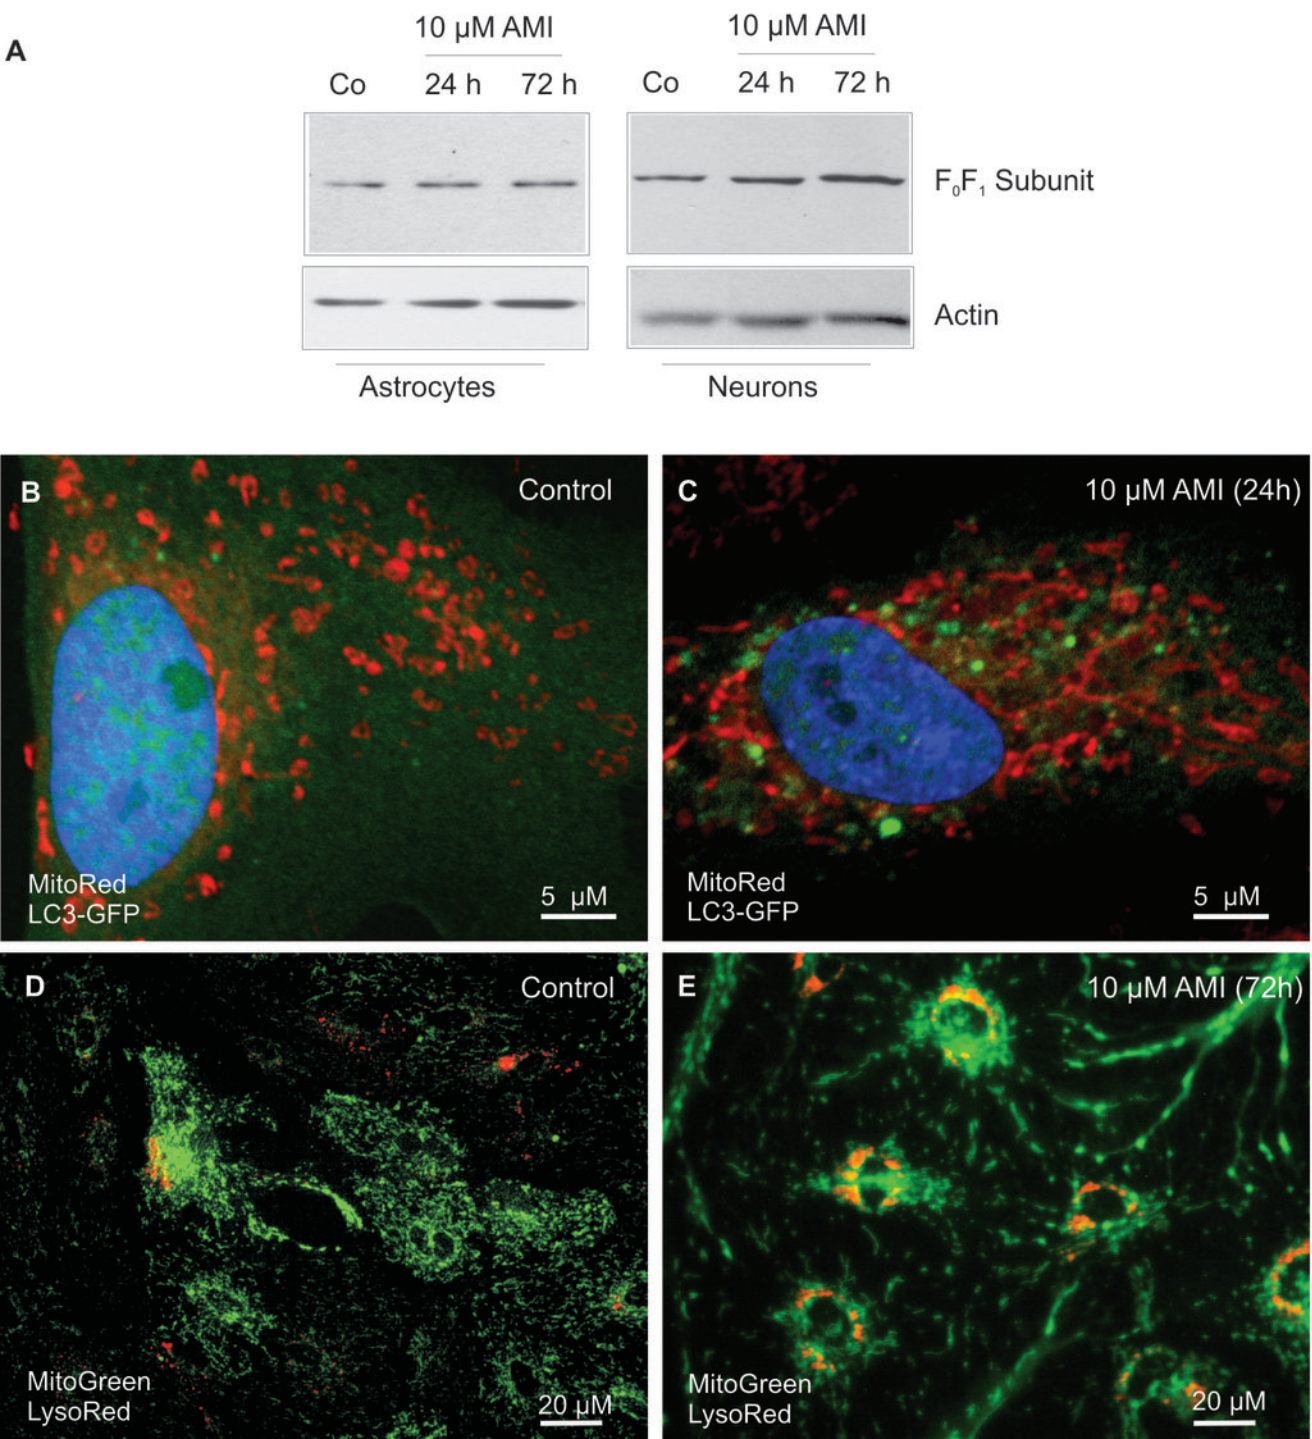 A
10 µM AMI
10 µM AMI
Co
24 h
72 h
Co
24 h
72 h
F₀F₁ Subunit
Actin
Astrocytes
Neurons
B
Control
MitoRed
LC3-GFP
5 µM
C
10 µM AMI (24h)
MitoRed
LC3-GFP
5 µM
D
Control
MitoGreen
LysoRed
20 µM
E
10 µM AMI (72h)
MitoGreen
LysoRed
20 µM